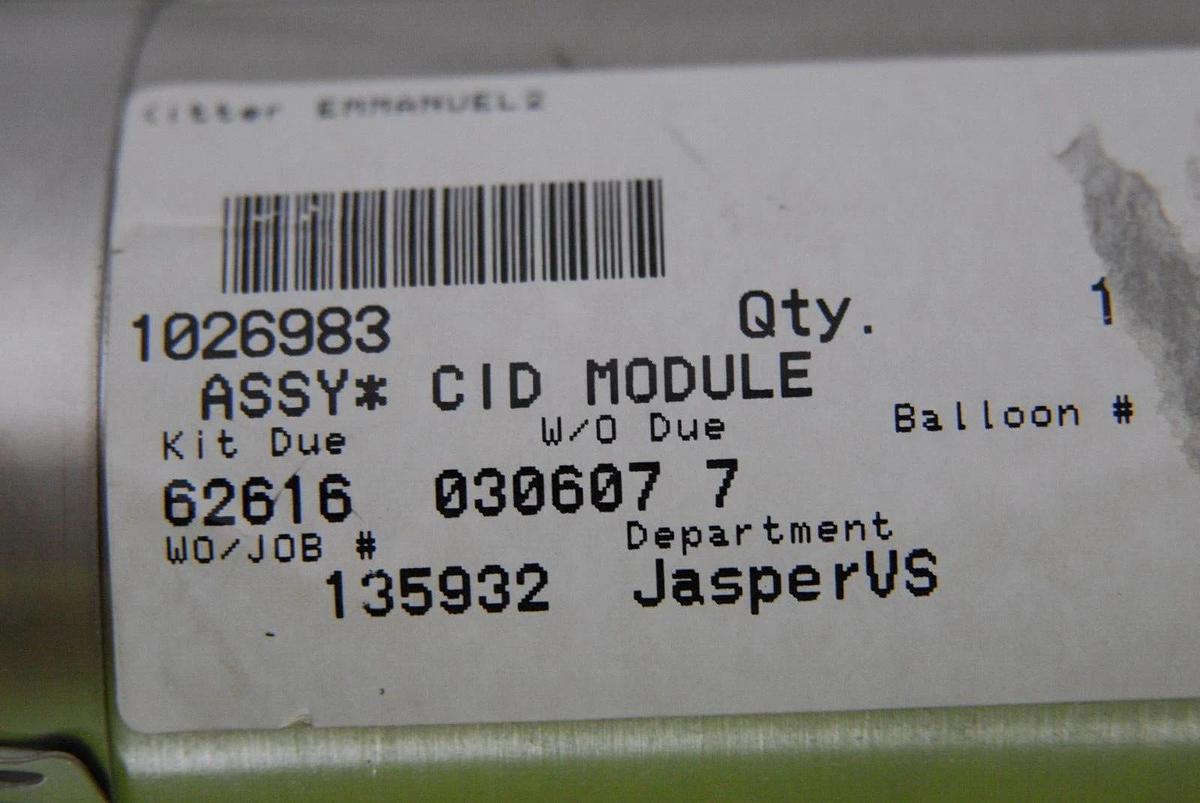 Kitter EMMANUEL2
1026983 Qty. 1
ASSY* CID MODULE
Kit Due W/O Due Balloon #
62616 030607 7
WO/JOB # Department
135932 JasperVS